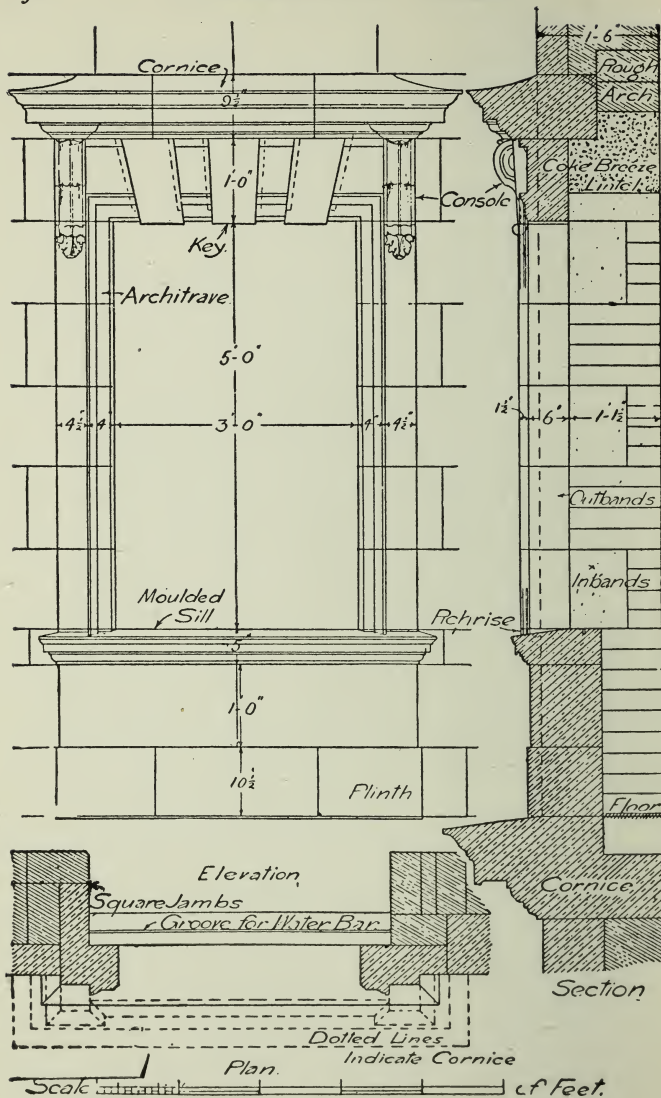 1'-6"
Cornice
9½"
Rough
Arch
1'-0"
Coke Breeze
Lintel
Console
Key
Architrave
5'-0"
4½" 4" 3'-0" 4" 4½"
1½" 6" 1'-1½"
Outbands
Inbands
Moulded
Sill
5"
1'-0"
10½"
Plinth
Floor
Elevation
Cornice
Square Jambs
Groove for Water Bar
Section
Dotted Lines
Indicate Cornice
Plan.
Scale of Feet.